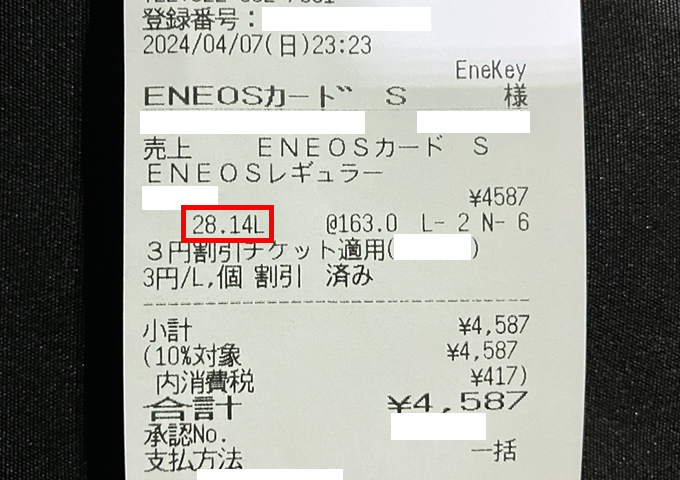 登録番号：
2024/04/07(日)23:23
EneKey
ENEOSカード S 様
売上 ENEOSカード S
ENEOSレギュラー
¥4587
28.14L @163.0 L- 2 N- 6
3円割引チケット適用( )
3円/L,個 割引 済み
小計 ¥4,587
(10%対象 ¥4,587
内消費税 ¥417)
合計 ¥4,587
承認No.
支払方法 一括